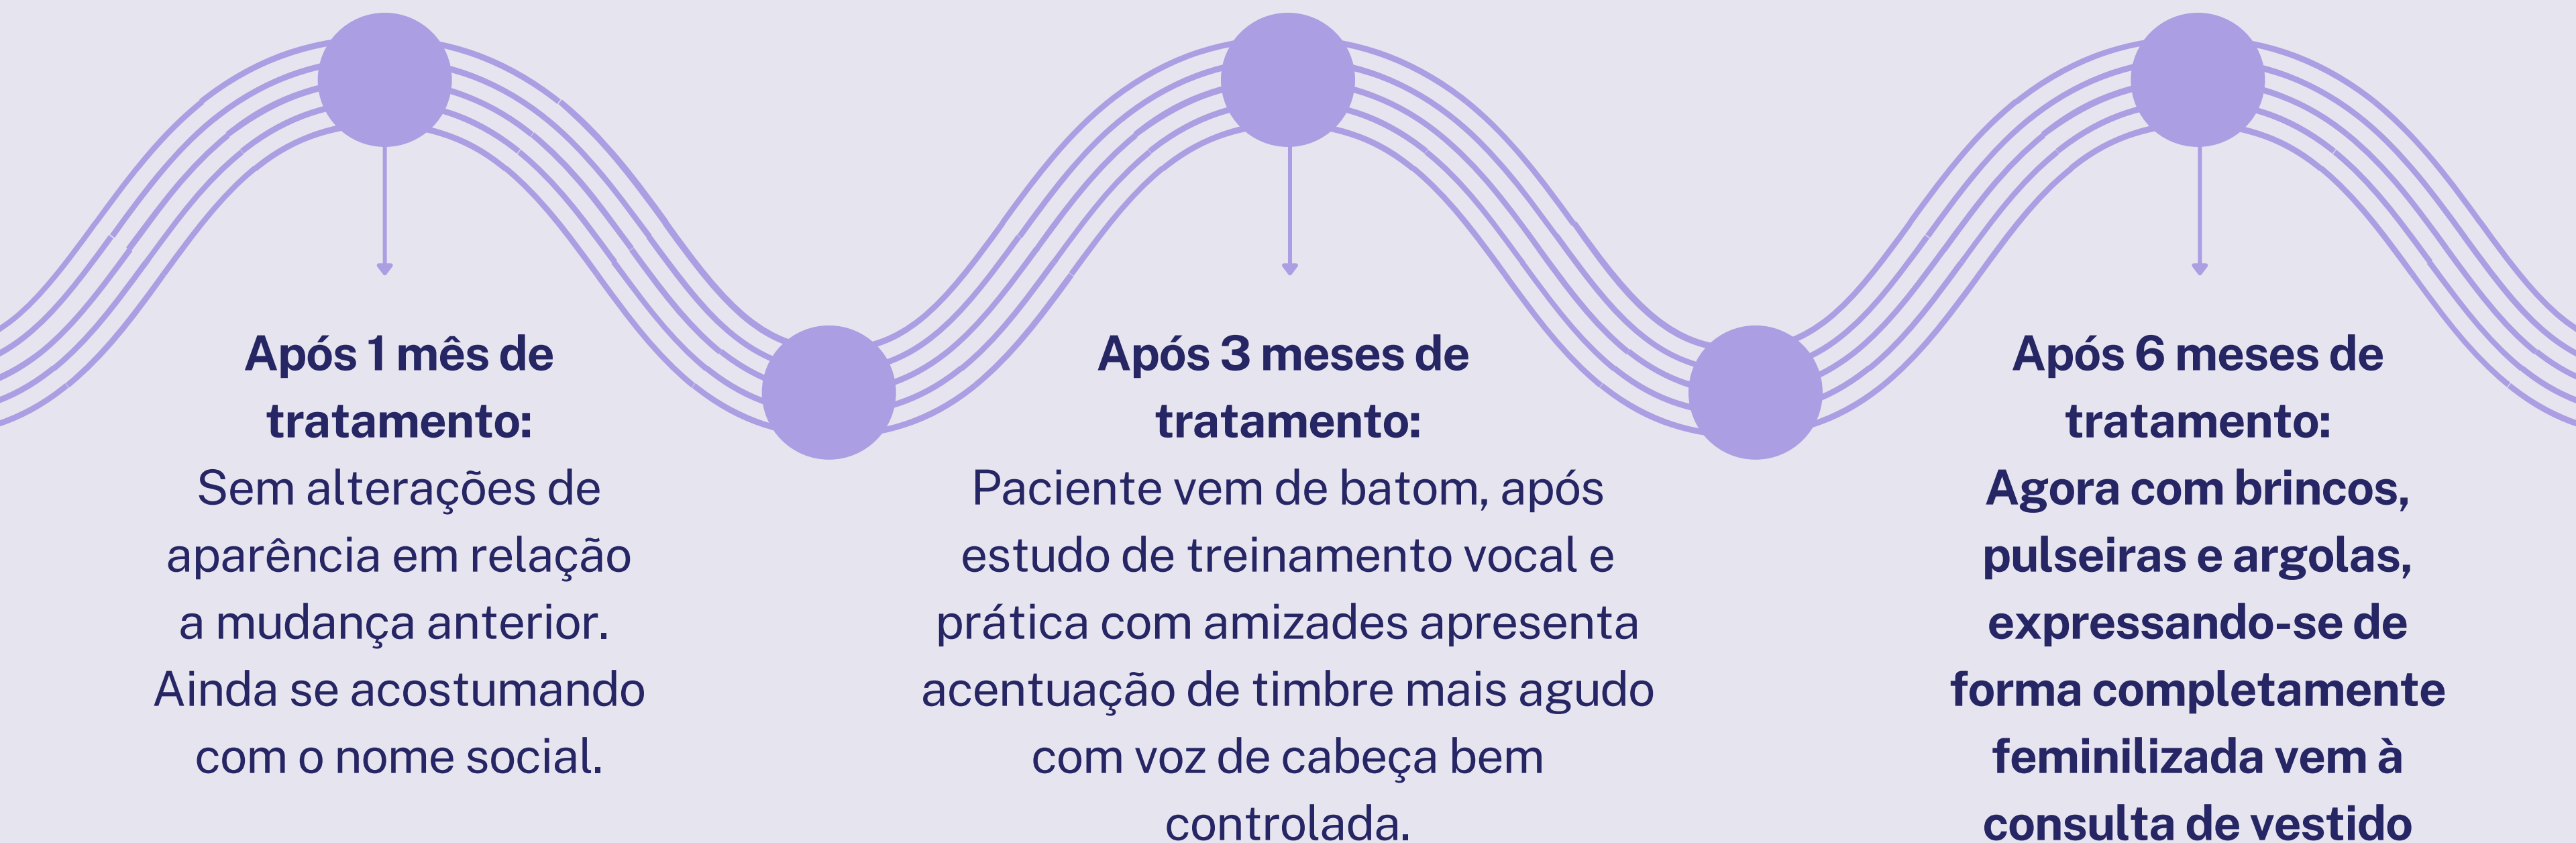 Após 1 mês de
tratamento:
Sem alterações de
aparência em relação
a mudança anterior.
Ainda se acostumando
com o nome social.
Após 3 meses de
tratamento:
Paciente vem de batom, após
estudo de treinamento vocal e
prática com amizades apresenta
acentuação de timbre mais agudo
com voz de cabeça bem
controlada.
Após 6 meses de
tratamento:
Agora com brincos,
pulseiras e argolas,
expressando-se de
forma completamente
feminilizada vem à
consulta de vestido